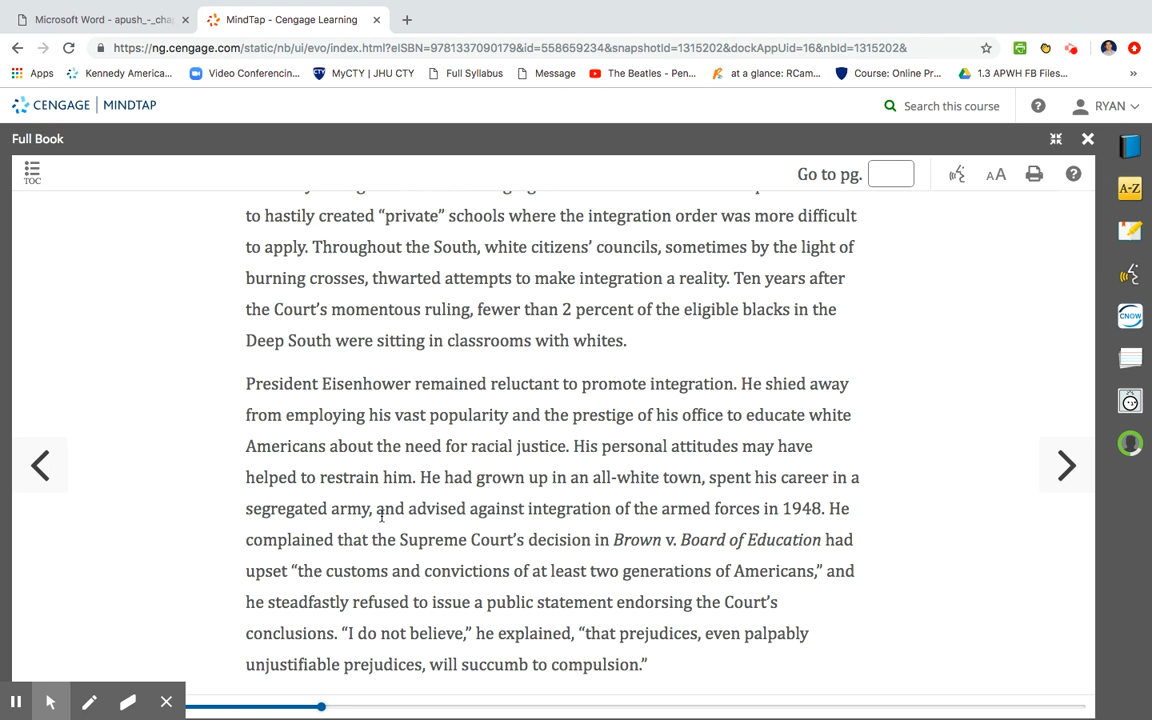 Microsoft Word - apush_-_cha
MindTap - Cengage Learning
https://ng.cengage.com/static/nb/ui/evo/index.html?eISBN=9781337090179&id=558659234&snapshotId=1315202&dockAppUid=16&nbId=1315202&
Apps
Kennedy America...
Video Conferencin...
MyCTY | JHU CTY
Full Syllabus
Message
The Beatles - Pen...
at a glance: RCam...
Course: Online Pr...
1.3 APWH FB Files...
»
CENGAGE | MINDTAP
Search this course
RYAN
Full Book
TOC
Go to pg.
AA
A-Z
CNOW
to hastily created “private” schools where the integration order was more difficult
to apply. Throughout the South, white citizens’ councils, sometimes by the light of
burning crosses, thwarted attempts to make integration a reality. Ten years after
the Court’s momentous ruling, fewer than 2 percent of the eligible blacks in the
Deep South were sitting in classrooms with whites.
President Eisenhower remained reluctant to promote integration. He shied away
from employing his vast popularity and the prestige of his office to educate white
Americans about the need for racial justice. His personal attitudes may have
helped to restrain him. He had grown up in an all-white town, spent his career in a
segregated army, and advised against integration of the armed forces in 1948. He
complained that the Supreme Court’s decision in Brown v. Board of Education had
upset “the customs and convictions of at least two generations of Americans,” and
he steadfastly refused to issue a public statement endorsing the Court’s
conclusions. “I do not believe,” he explained, “that prejudices, even palpably
unjustifiable prejudices, will succumb to compulsion.”